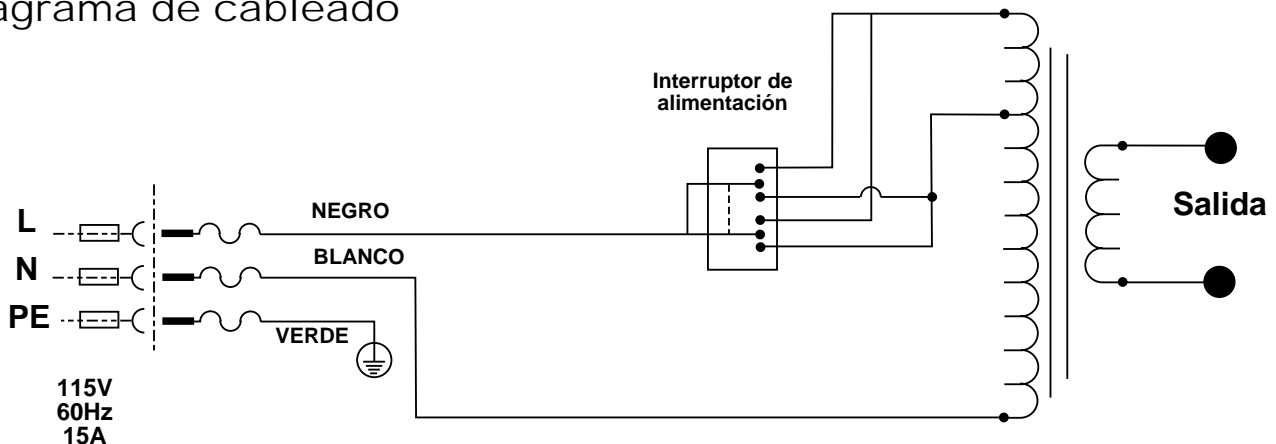 agrama de cableado
Interruptor de
alimentación
L
NEGRO
BLANCO
N
PE
VERDE
Salida
115V
60Hz
15A